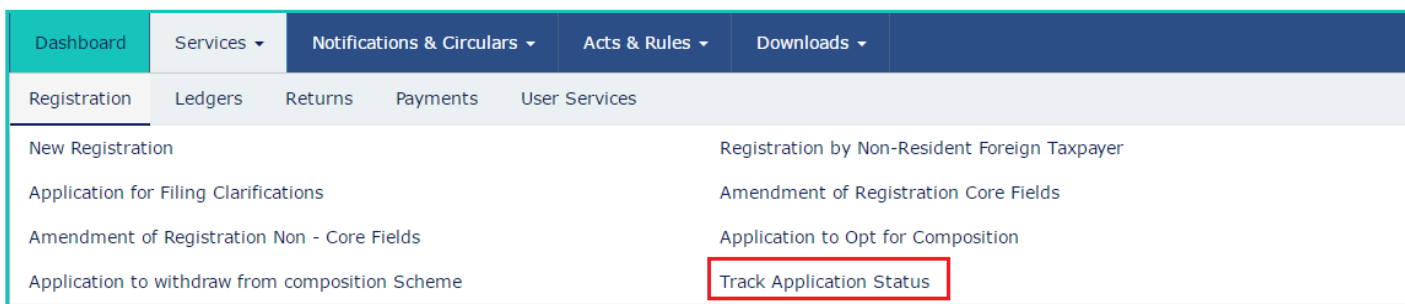 Dashboard Services Notifications & Circulars Acts & Rules Downloads
Registration Ledgers Returns Payments User Services
New Registration Registration by Non-Resident Foreign Taxpayer
Application for Filing Clarifications Amendment of Registration Core Fields
Amendment of Registration Non - Core Fields Application to Opt for Composition
Application to withdraw from composition Scheme Track Application Status